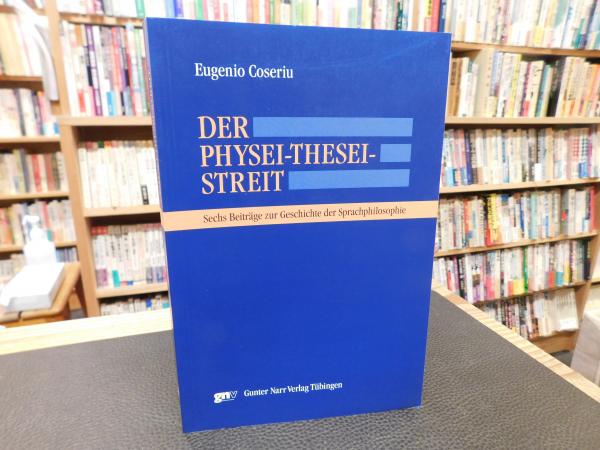 Eugenio Coseriu
DER
PHYSEI-THESEI-
STREIT
Sechs Beiträge zur Geschichte der Sprachphilosophie
gnv Gunter Narr Verlag Tübingen